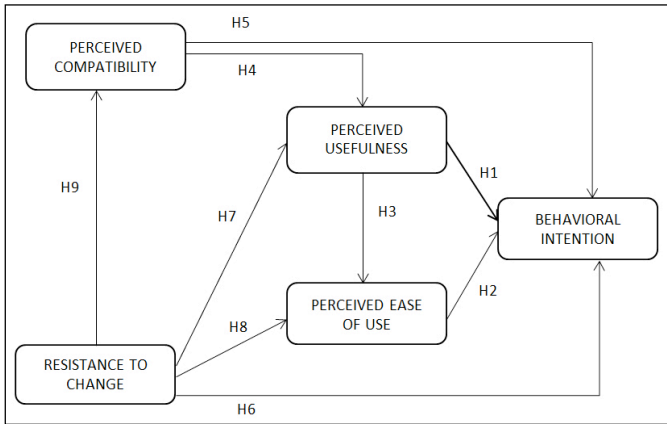 H5
PERCEIVED
COMPATIBILITY
H4
PERCEIVED
USEFULNESS
H1
H9
H7
H3
BEHAVIORAL
INTENTION
PERCEIVED EASE
OF USE
H2
H8
RESISTANCE TO
CHANGE
H6